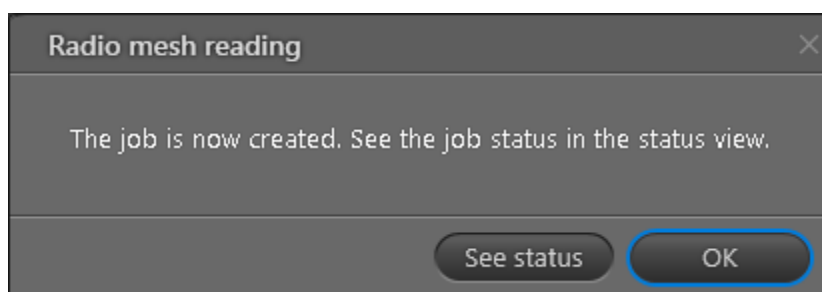 Radio mesh reading
The job is now created. See the job status in the status view.
See status
OK